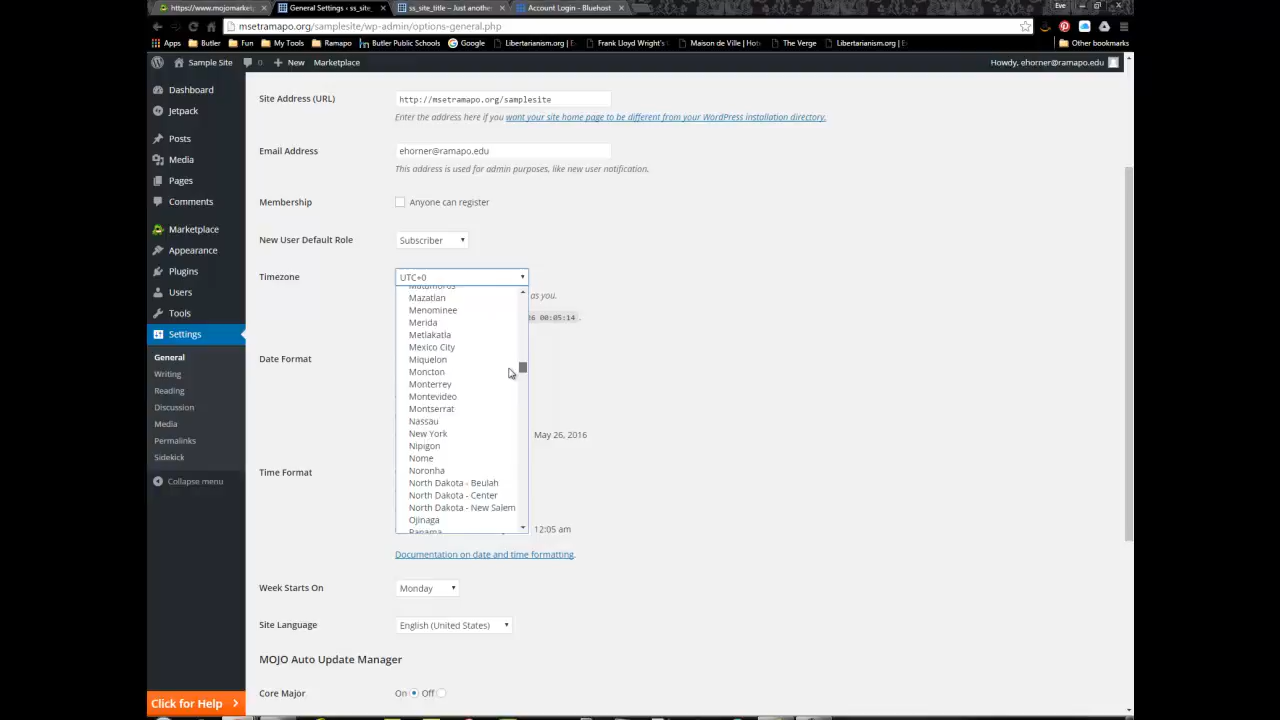 https://www.mojomarket
General Settings ‹ ss_site_
ss_site_title – Just anothe
Account Login - Bluehost
Eve
msetramapo.org/samplesite/wp-admin/options-general.php
Apps
Butler
Fun
My Tools
Ramapo
Butler Public Schools
Google
Libertarianism.org | E
Frank Lloyd Wright's
Maison de Ville | Hote
The Verge
Libertarianism.org | E
Other bookmarks
Sample Site
0
New
Marketplace
Howdy, ehorner@ramapo.edu
Dashboard
Jetpack
Posts
Media
Pages
Comments
Marketplace
Appearance
Plugins
Users
Tools
Settings
General
Writing
Reading
Discussion
Media
Permalinks
Sidekick
Collapse menu
Click for Help
Site Address (URL)
http://msetramapo.org/samplesite
Enter the address here if you want your site home page to be different from your WordPress installation directory.
Email Address
ehorner@ramapo.edu
This address is used for admin purposes, like new user notification.
Membership
Anyone can register
New User Default Role
Subscriber
Timezone
UTC+0
as you.
16 00:05:14
.
Matamoros
Mazatlan
Menominee
Merida
Metlakatla
Mexico City
Miquelon
Moncton
Monterrey
Montevideo
Montserrat
Nassau
New York
Nipigon
Nome
Noronha
North Dakota - Beulah
North Dakota - Center
North Dakota - New Salem
Ojinaga
Panama
Date Format
May 26, 2016
Time Format
12:05 am
Documentation on date and time formatting.
Week Starts On
Monday
Site Language
English (United States)
MOJO Auto Update Manager
Core Major
On
Off